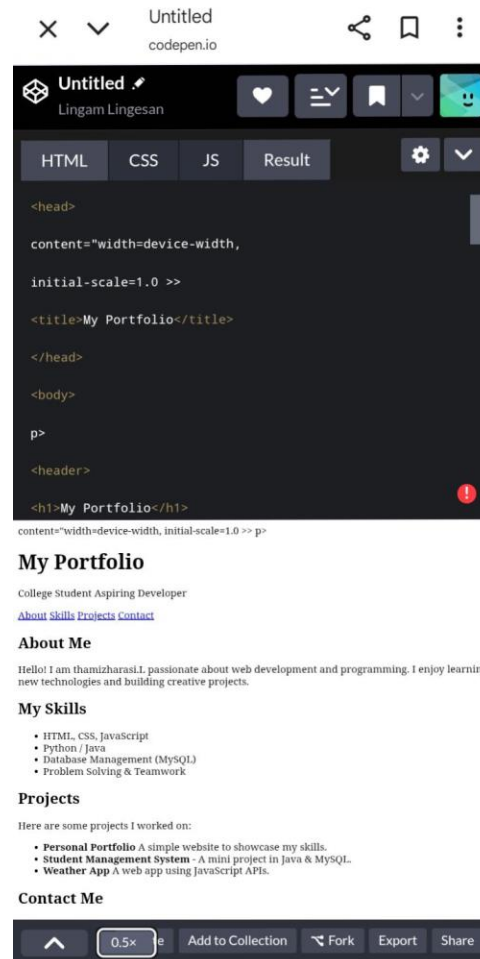 Untitled
codepen.io
Untitled
Lingam Lingesan
HTML CSS JS Result
<head>
content="width=device-width,
initial-scale=1.0 >>
<title>My Portfolio</title>
</head>
<body>
p>
<header>
<h1>My Portfolio</h1>
content="width=device-width, initial-scale=1.0 >> p>
My Portfolio
College Student Aspiring Developer
About Skills Projects Contact
About Me
Hello! I am thamizharasi.L passionate about web development and programming. I enjoy learnin
new technologies and building creative projects.
My Skills
• HTML, CSS, JavaScript
• Python / Java
• Database Management (MySQL)
• Problem Solving & Teamwork
Projects
Here are some projects I worked on:
• Personal Portfolio A simple website to showcase my skills.
• Student Management System - A mini project in Java & MySQL.
• Weather App A web app using JavaScript APIs.
Contact Me
0.5× Add to Collection Fork Export Share